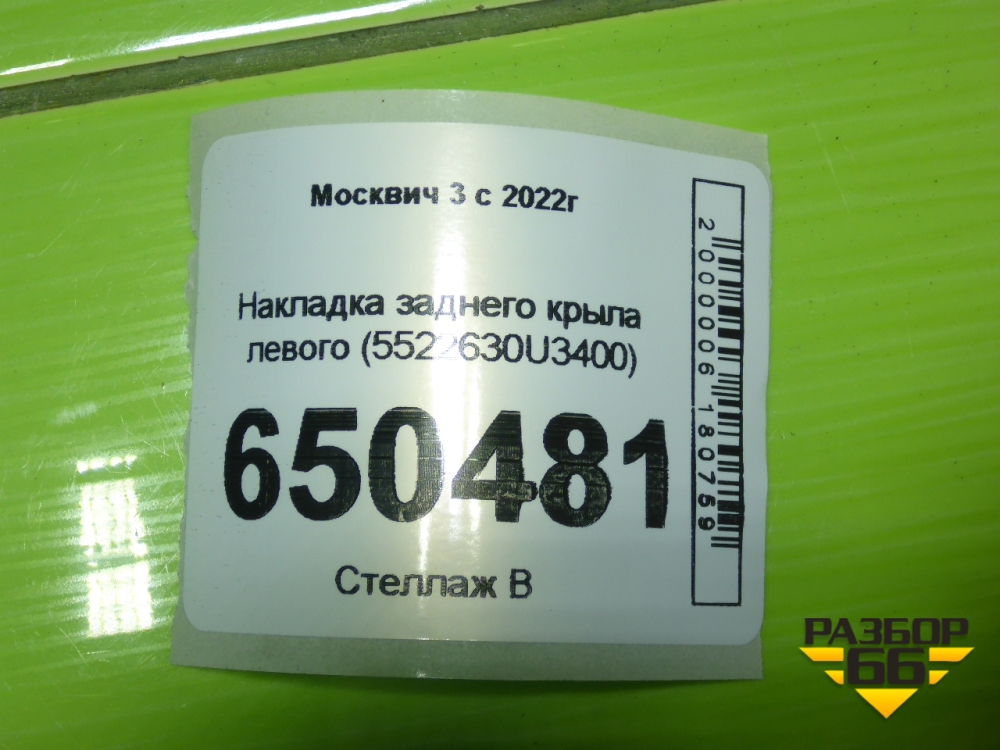 Москвич 3 с 2022г
Накладка заднего крыла
левого (5522630U3400)
650481
Стеллаж В
2000006180759
РАЗБОР
66